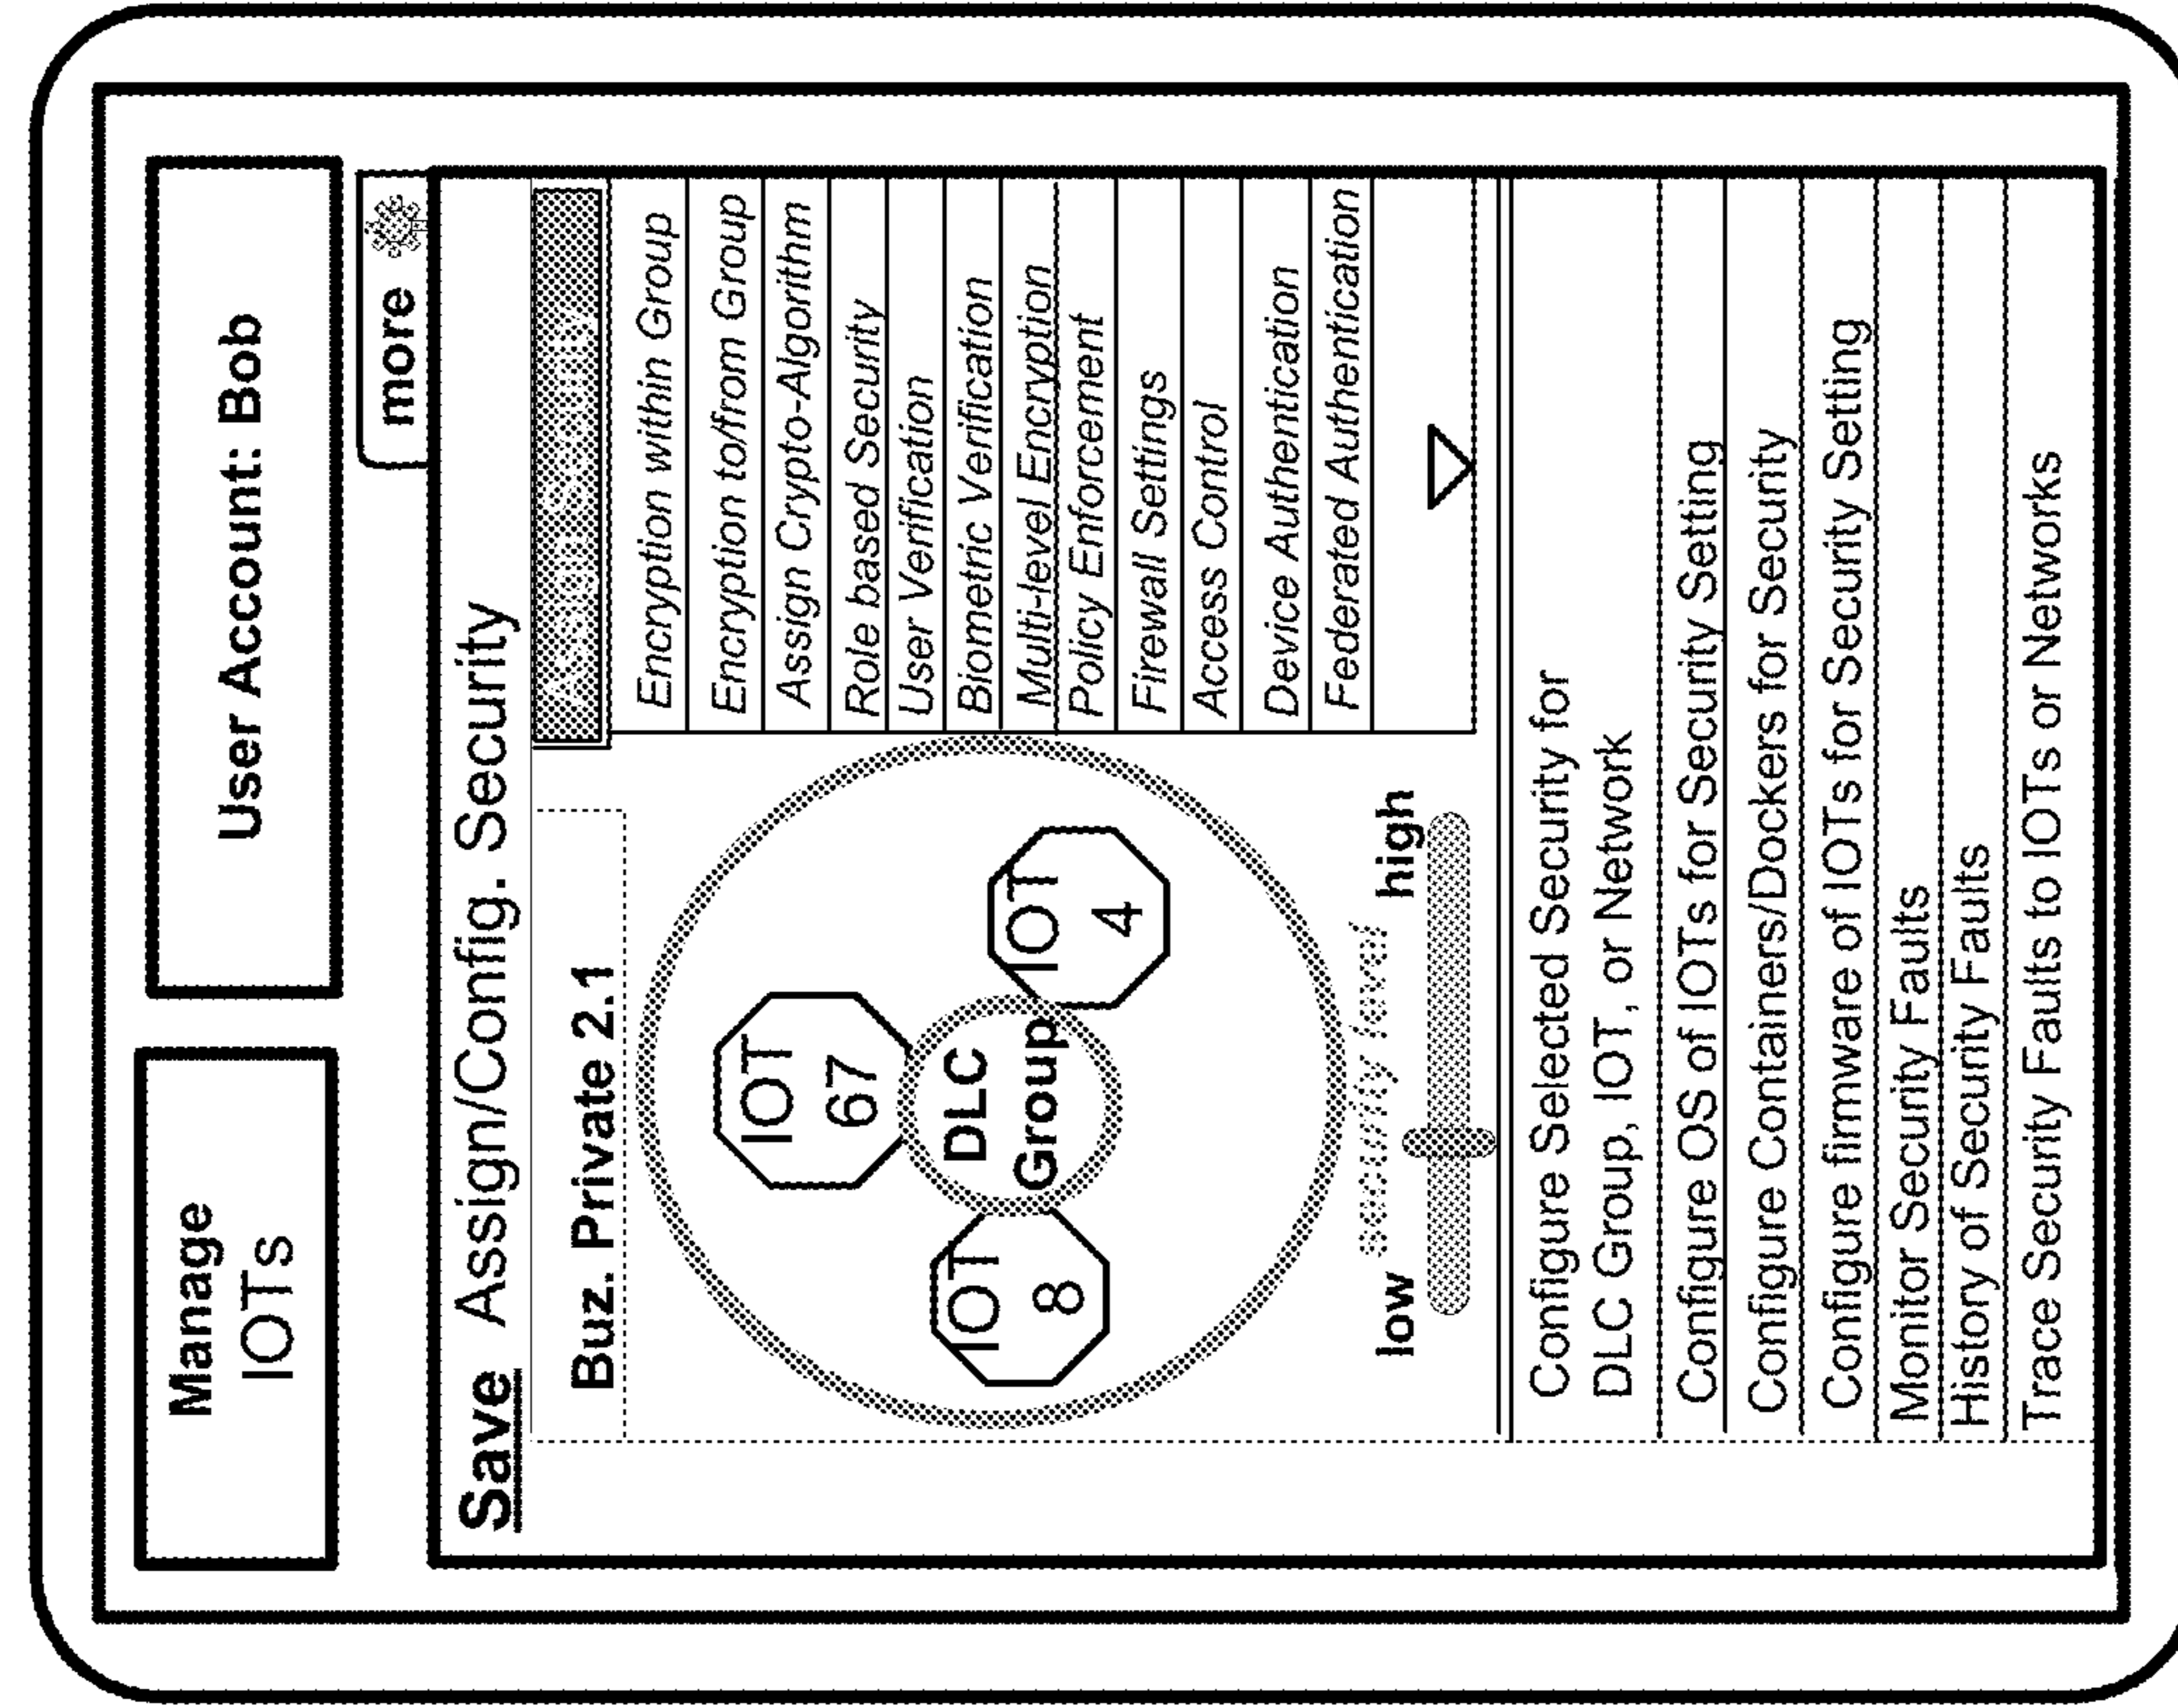 Manage
IOTs
User Account: Bob
more
Save Assign/Config. Security
Buz. Private 2.1
IOT
67
IOT
8
DLC
Group
IOT
4
low
security level
high
Encryption within Group
Encryption to/from Group
Assign Crypto-Algorithm
Role based Security
User Verification
Biometric Verification
Multi-level Encryption
Policy Enforcement
Firewall Settings
Access Control
Device Authentication
Federated Authentication
Configure Selected Security for
DLC Group, IOT, or Network
Configure OS of IOTs for Security Setting
Configure Containers/Dockers for Security
Configure firmware of IOTs for Security Setting
Monitor Security Faults
History of Security Faults
Trace Security Faults to IOTs or Networks